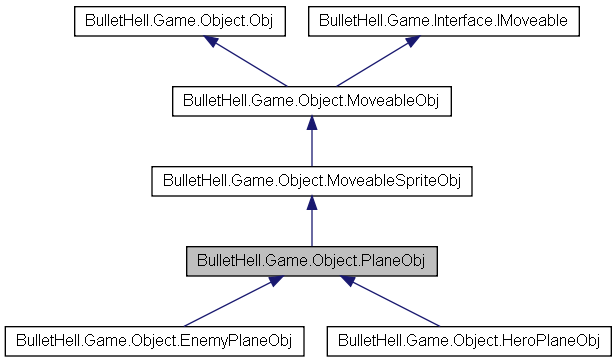 BulletHell.Game.Object.Obj
BulletHell.Game.Interface.IMoveable
BulletHell.Game.Object.MoveableObj
BulletHell.Game.Object.MoveableSpriteObj
BulletHell.Game.Object.PlaneObj
BulletHell.Game.Object.EnemyPlaneObj
BulletHell.Game.Object.HeroPlaneObj